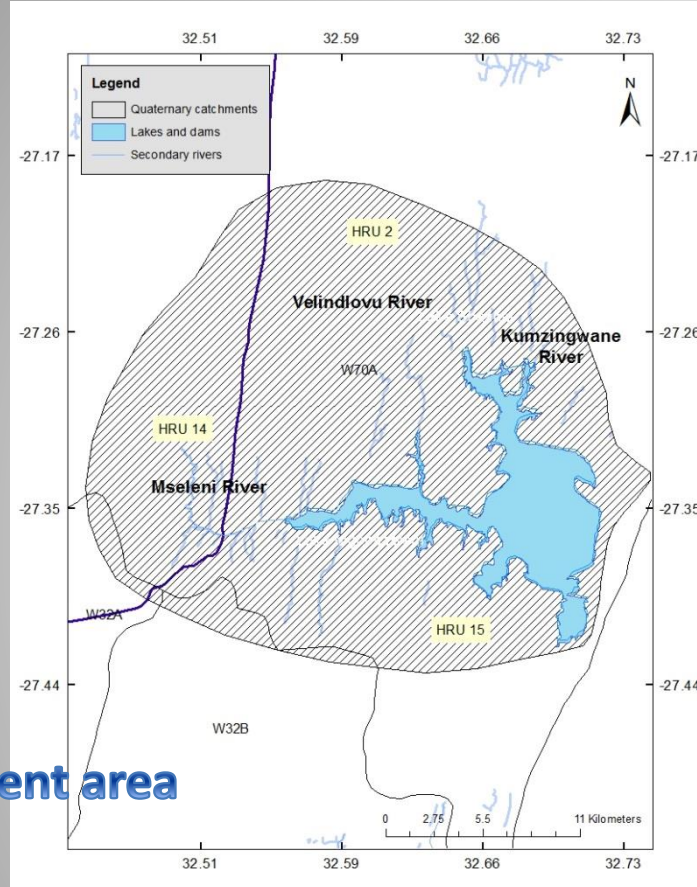 32.51 32.59 32.66 32.73
Legend
Quaternary catchments
Lakes and dams
Secondary rivers
N
-27.17 -27.17
HRU 2
Velindlovu River
-27.26 -27.26
Kumzingwane
River
W70A
HRU 14
Mseleni River
-27.35 -27.35
W32A
HRU 15
-27.44 -27.44
W32B
ent area
0 2.75 5.5 11 Kilometers
32.51 32.59 32.66 32.73